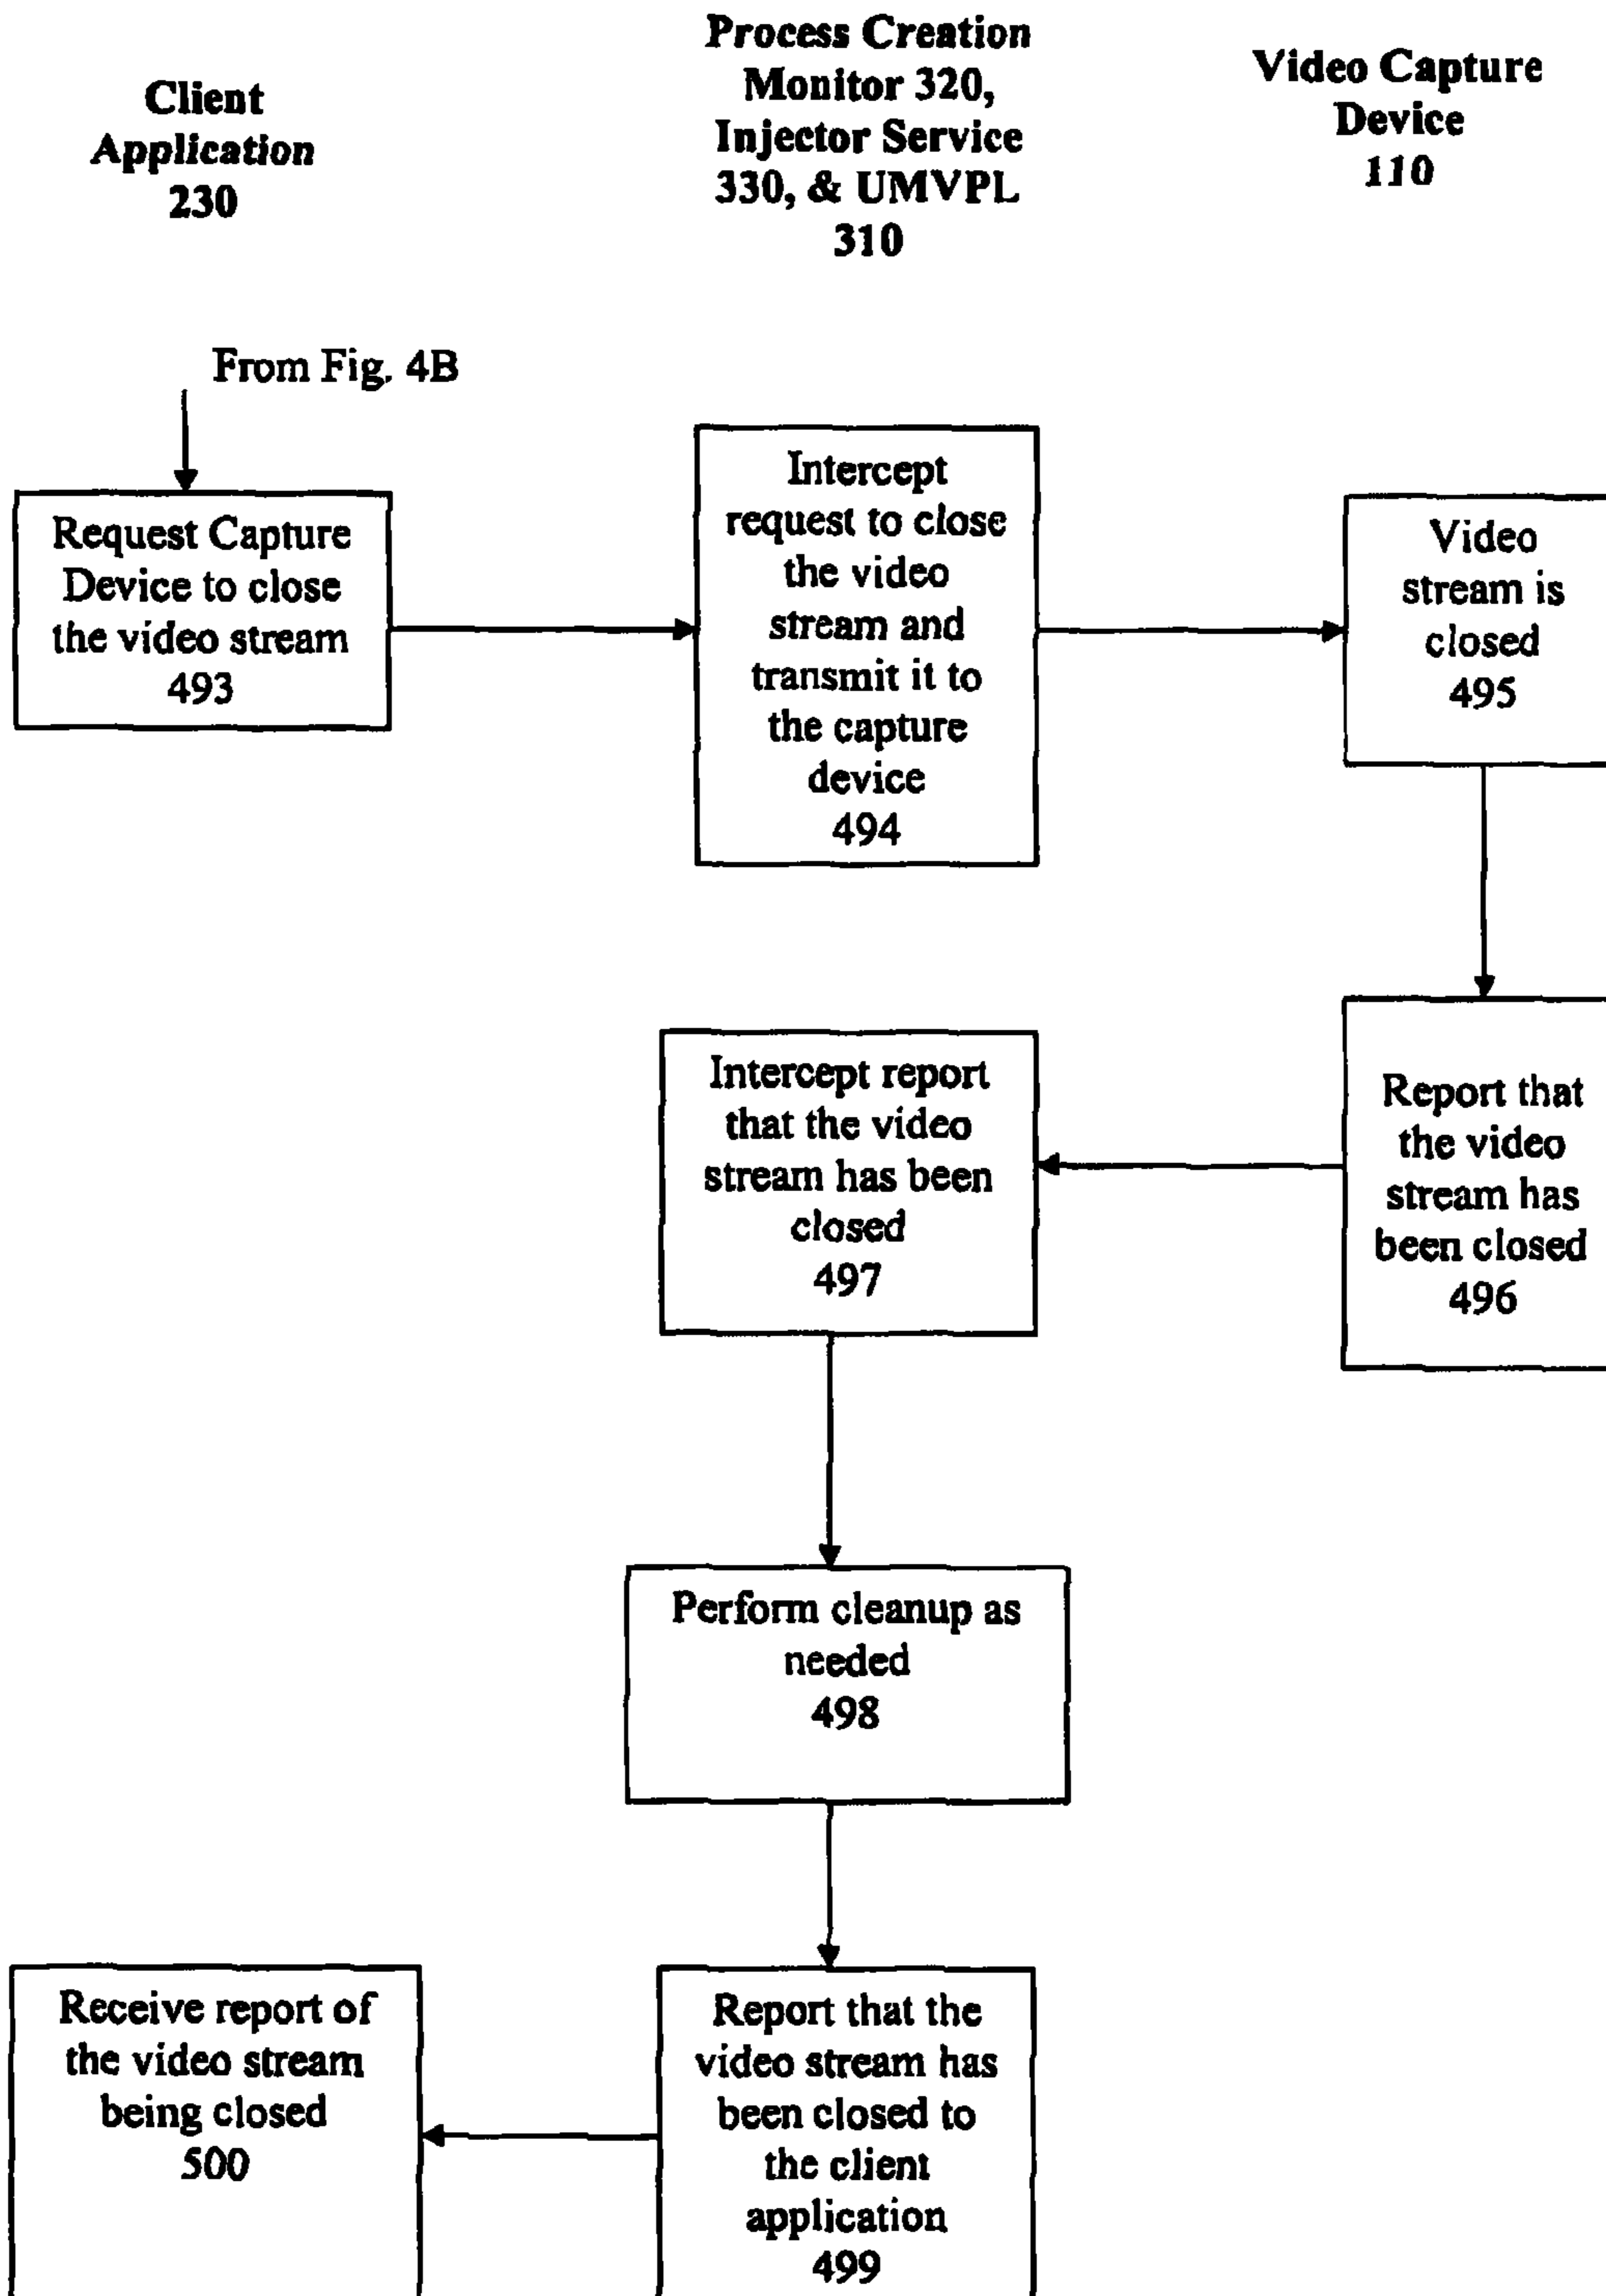 Client
Application
230
Process Creation
Monitor 320,
Injector Service
330, & UMVPL
310
Video Capture
Device
110
From Fig. 4B
Request Capture
Device to close
the video stream
493
Intercept
request to close
the video
stream and
transmit it to
the capture
device
494
Video
stream is
closed
495
Report that
the video
stream has
been closed
496
Intercept report
that the video
stream has been
closed
497
Perform cleanup as
needed
498
Report that the
video stream has
been closed to
the client
application
499
Receive report of
the video stream
being closed
500